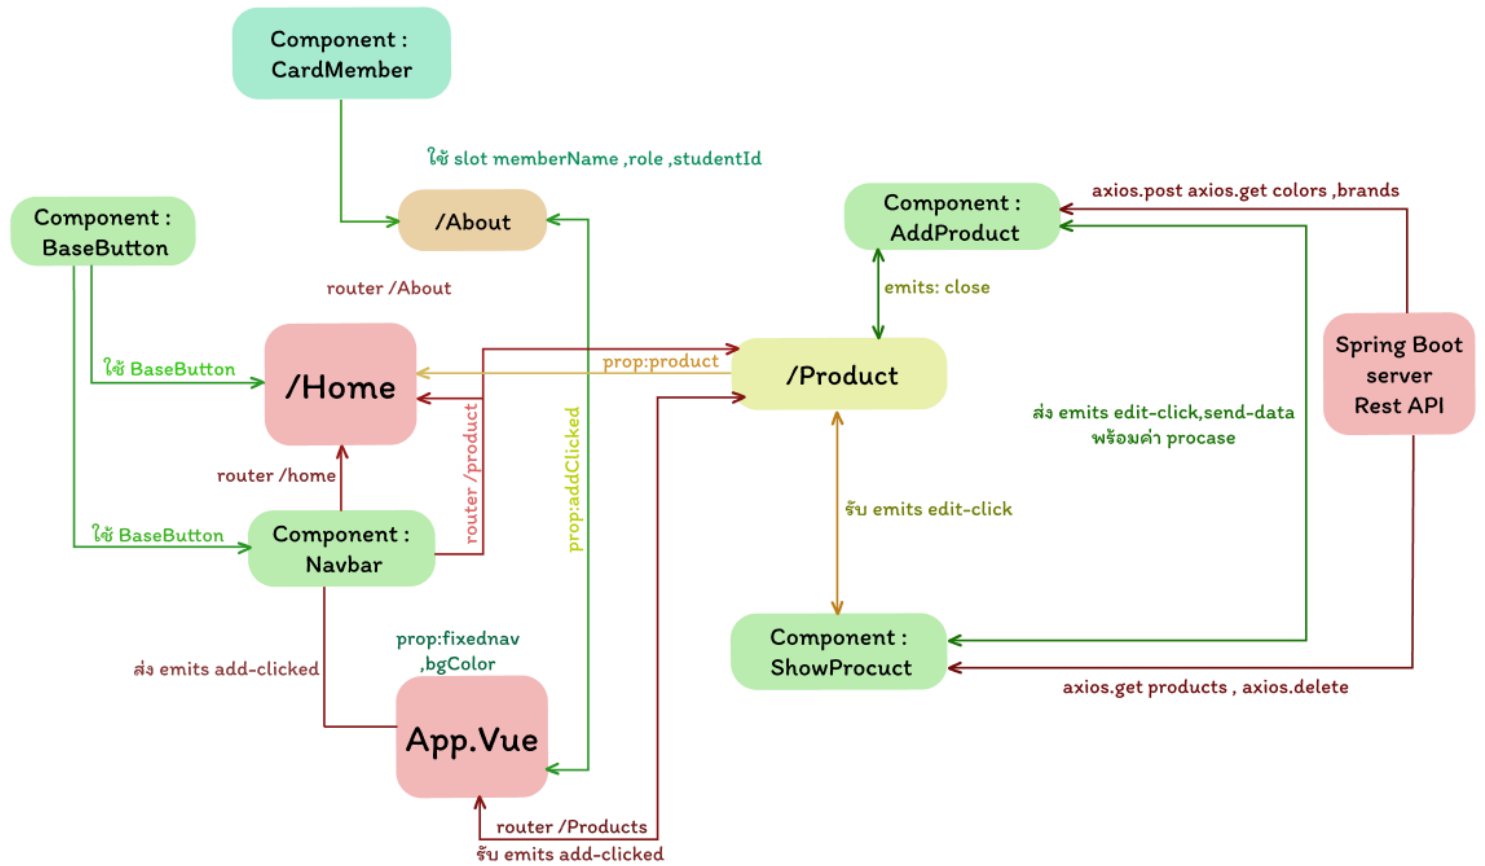 Component :
CardMember
ใช้ slot memberName ,role ,studentId
Component :
BaseButton
/About
Component :
AddProduct
axios.post axios.get colors ,brands
router /About
emits: close
ใช้ BaseButton
/Home
prop:product
/Product
Spring Boot
server
Rest API
ส่ง emits edit-click,send-data
พร้อมค่า procase
router /home
router /product
prop:addClicked
รับ emits edit-click
ใช้ BaseButton
Component :
Navbar
ส่ง emits add-clicked
prop:fixednav
,bgColor
Component :
ShowProcuct
axios.get products , axios.delete
App.Vue
router /Products
รับ emits add-clicked